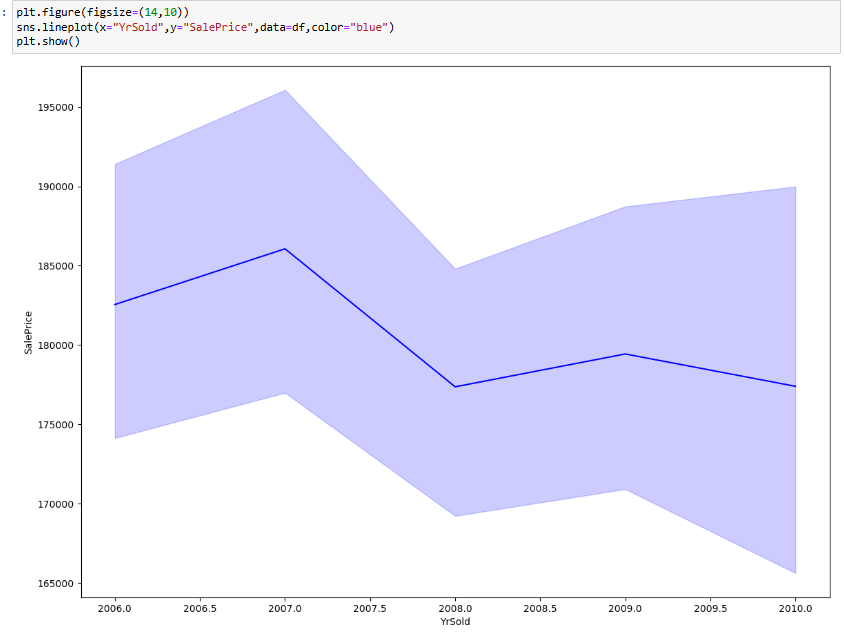 : plt.figure(figsize=(14,10))
sns.lineplot(x="YrSold",y="SalePrice",data=df,color="blue")
plt.show()
195000
190000
185000
180000
175000
170000
165000
SalePrice
2006.0 2006.5 2007.0 2007.5 2008.0 2008.5 2009.0 2009.5 2010.0
YrSold